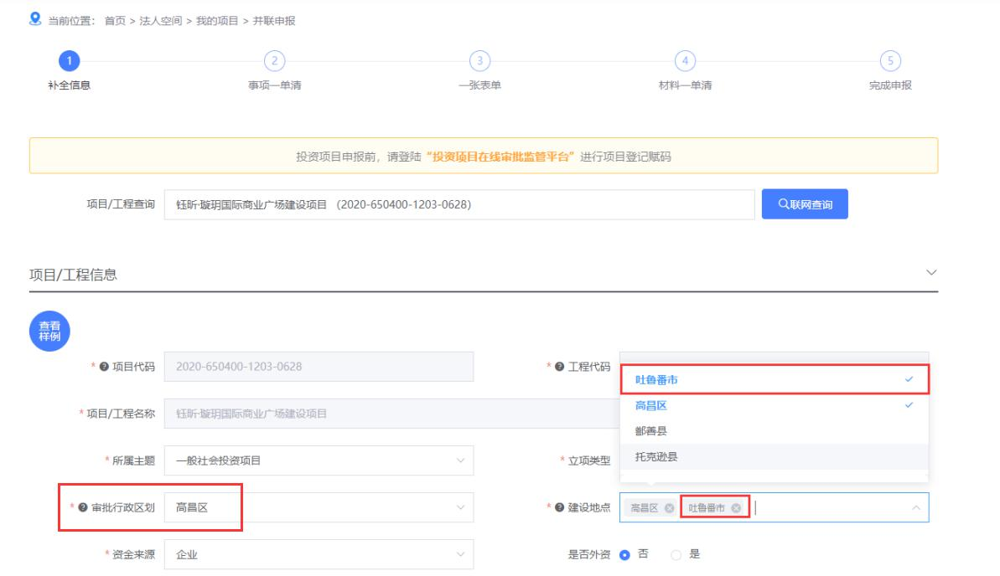 当前位置： 首页 > 法人空间 > 我的项目 > 并联申报
1 2 3 4 5
补全信息 事项一单清 一张表单 材料一单清 完成申报
投资项目申报前，请登陆“投资项目在线审批监管平台”进行项目登记赋码
项目/工程查询 钰昕·璇玥国际商业广场建设项目 （2020-650400-1203-0628） 联网查询
项目/工程信息
查看
样例
* 项目代码 2020-650400-1203-0628 * 工程代码
吐鲁番市
高昌区
* 项目/工程名称 钰昕·璇玥国际商业广场建设项目
鄯善县
* 所属主题 一般社会投资项目 * 立项类型 托克逊县
* 审批行政区划 高昌区 * 建设地点 高昌区 吐鲁番市
* 资金来源 企业 是否外资 否 是